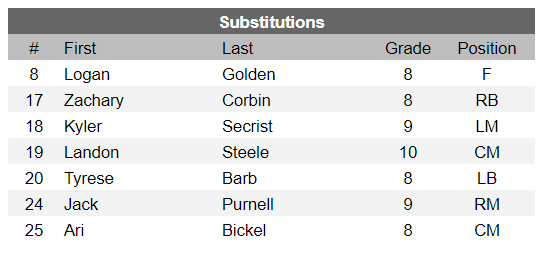 Substitutions
# First Last Grade Position
8 Logan Golden 8 F
17 Zachary Corbin 8 RB
18 Kyler Secrist 9 LM
19 Landon Steele 10 CM
20 Tyrese Barb 8 LB
24 Jack Purnell 9 RM
25 Ari Bickel 8 CM